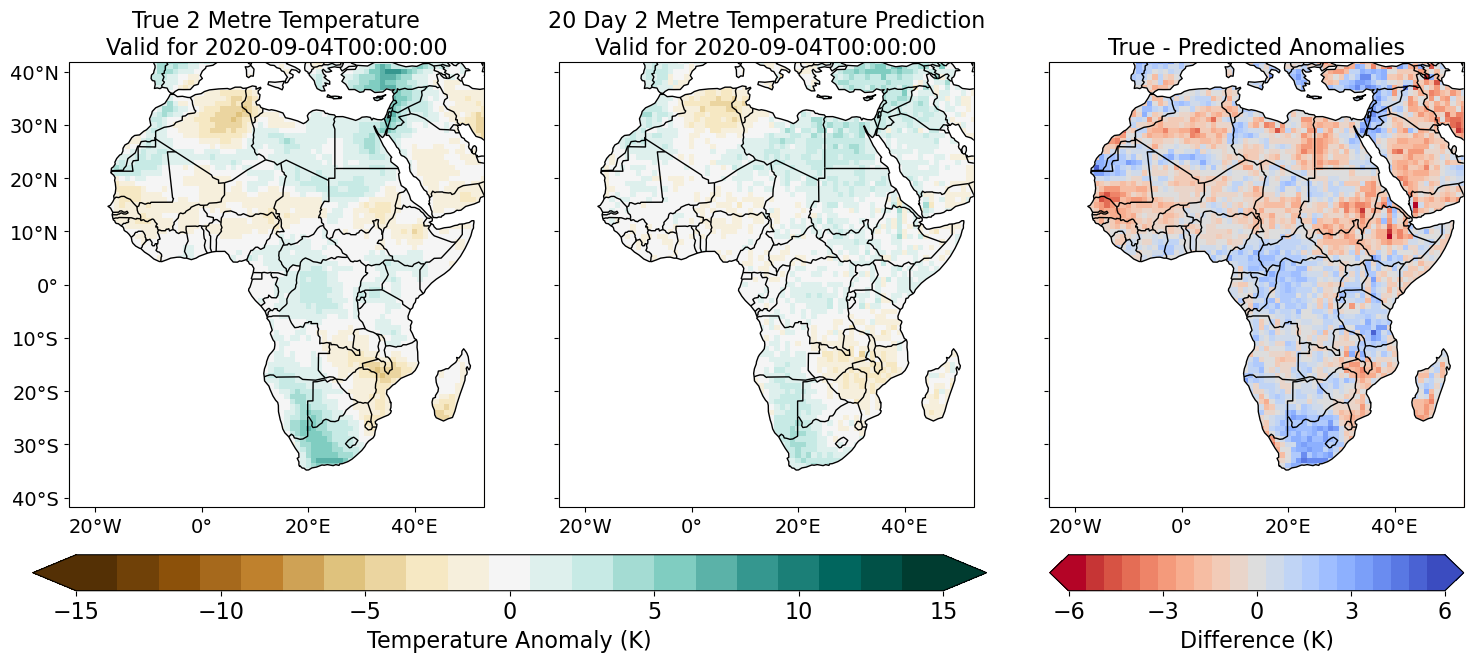 True 2 Metre Temperature
Valid for 2020-09-04T00:00:00
20 Day 2 Metre Temperature Prediction
Valid for 2020-09-04T00:00:00
True - Predicted Anomalies
40°N
30°N
20°N
10°N
0°
10°S
20°S
30°S
40°S
20°W 0° 20°E 40°E
20°W 0° 20°E 40°E
20°W 0° 20°E 40°E
−15 −10 −5 0 5 10 15
Temperature Anomaly (K)
−6 −3 0 3 6
Difference (K)